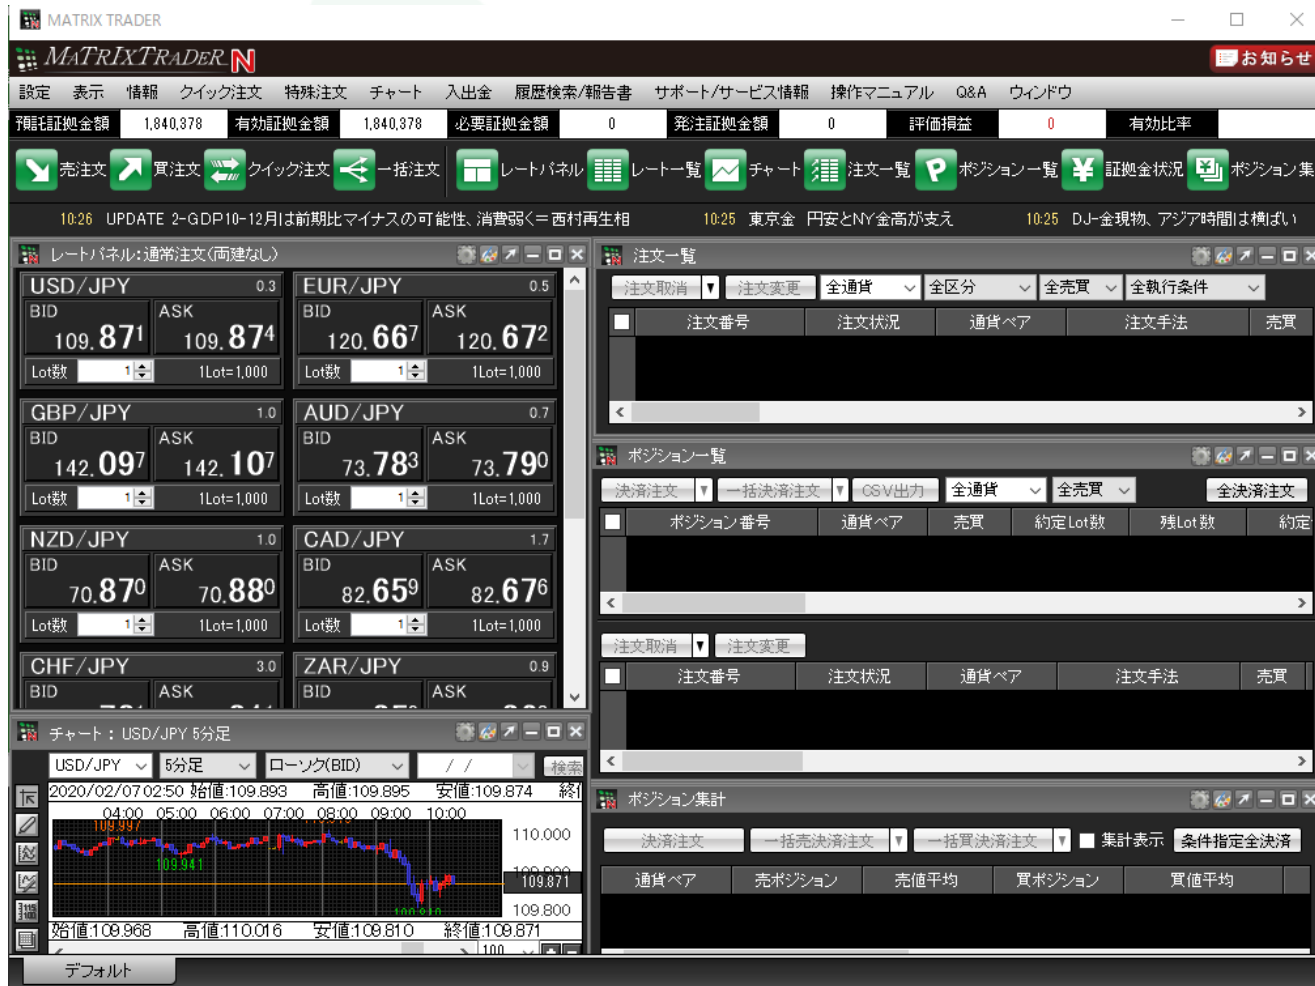 MATRIX TRADER
MATRIXTRADER N お知らせ
設定 表示 情報 クイック注文 特殊注文 チャート 入出金 履歴検索/報告書 サポート/サービス情報 操作マニュアル Q&A ウィンドウ
預託証拠金額 1,840,378 有効証拠金額 1,840,378 必要証拠金額 0 発注証拠金額 0 評価損益 0 有効比率
売注文 買注文 クイック注文 一括注文 レートパネル レート一覧 チャート 注文一覧 ポジション一覧 証拠金状況 ポジション集
10:26 UPDATE 2-GDP10-12月は前期比マイナスの可能性、消費弱く=西村再生相 10:25 東京金 円安とNY金高が支え 10:25 DJ-金現物、アジア時間は横ばい
レートパネル:通常注文(両建なし)
USD/JPY 0.3 EUR/JPY 0.5
BID ASK BID ASK
109.871 109.874 120.667 120.672
Lot数 1 1Lot=1,000 Lot数 1 1Lot=1,000
GBP/JPY 1.0 AUD/JPY 0.7
BID ASK BID ASK
142.097 142.107 73.783 73.790
Lot数 1 1Lot=1,000 Lot数 1 1Lot=1,000
NZD/JPY 1.0 CAD/JPY 1.7
BID ASK BID ASK
70.870 70.880 82.659 82.676
Lot数 1 1Lot=1,000 Lot数 1 1Lot=1,000
CHF/JPY 3.0 ZAR/JPY 0.9
BID ASK BID ASK
チャート:USD/JPY 5分足
USD/JPY 5分足 ローソク(BID) / / 検索
2020/02/07 02:50 始値:109.893 高値:109.895 安値:109.874 終
04:00 05:00 06:00 07:00 08:00 09:00 10:00
109.997
110.000
109.941
109.871
109.800
始値:109.968 高値:110.016 安値:109.810 終値:109.871
100
デフォルト
注文一覧
注文取消 ▼ 注文変更 全通貨 全区分 全売買 全執行条件
注文番号 注文状況 通貨ペア 注文手法 売買
ポジション一覧
決済注文 ▼ 一括決済注文 ▼ CSV出力 全通貨 全売買 全決済注文
ポジション番号 通貨ペア 売買 約定Lot数 残Lot数 約定
注文取消 ▼ 注文変更
注文番号 注文状況 通貨ペア 注文手法 売買
ポジション集計
決済注文 一括売決済注文 ▼ 一括買決済注文 ▼ 集計表示 条件指定全決済
通貨ペア 売ポジション 売値平均 買ポジション 買値平均